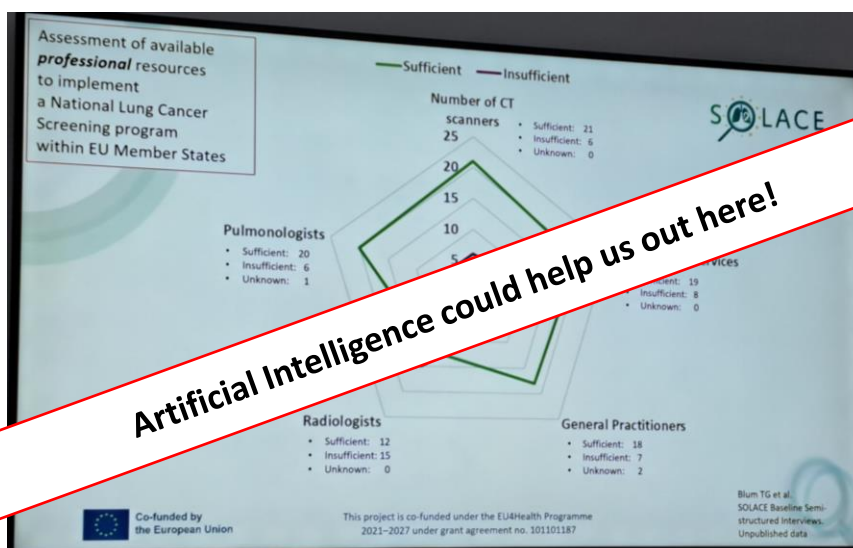 Assessment of available
professional resources
to implement
a National Lung Cancer
Screening program
within EU Member States
Sufficient Insufficient
SOLACE
Number of CT
scanners
• Sufficient: 21
• Insufficient: 6
• Unknown: 0
25
20
15
10
5
Pulmonologists
• Sufficient: 20
• Insufficient: 6
• Unknown: 1
19
• Insufficient: 8
• Unknown: 0
Artificial Intelligence could help us out here!
Radiologists
• Sufficient: 12
• Insufficient: 15
• Unknown: 0
General Practitioners
• Sufficient: 18
• Insufficient: 7
• Unknown: 2
Co-funded by
the European Union
This project is co-funded under the EU4Health Programme
2021–2027 under grant agreement no. 101101187
Blum TG et al.
SOLACE Baseline Semi-
structured Interviews.
Unpublished data